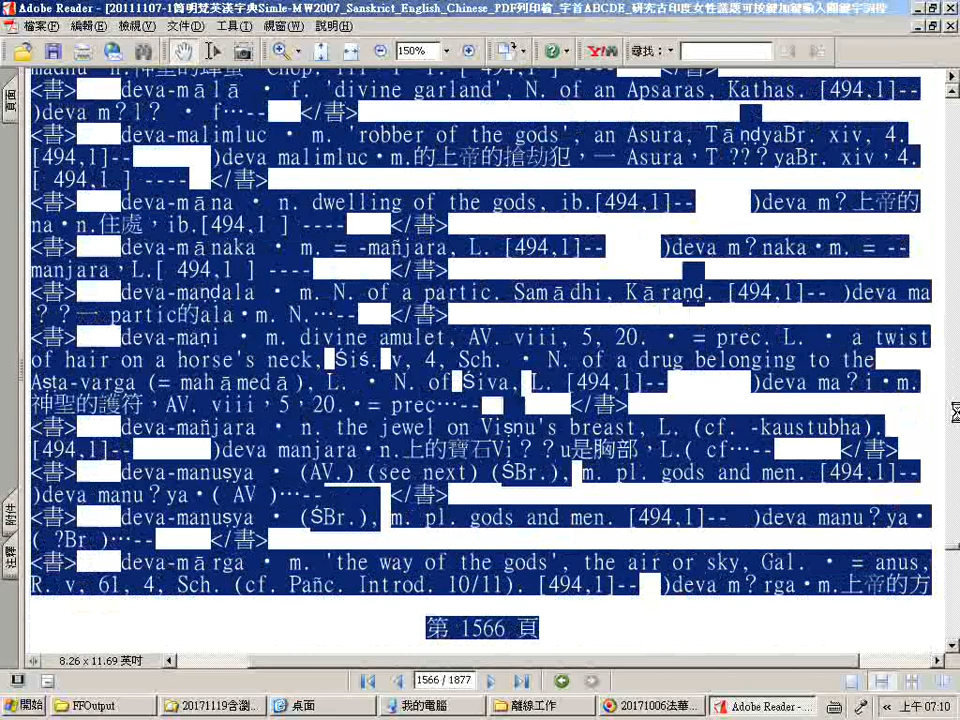 Adobe Reader - [20111107-1簡明梵英漢字典Simle-MW2007_Sanskrict_English_Chinese_PDF列印檔_字首ABCDE_研究古印度女性議題可按
檔案(F) 編輯(E) 檢視(V) 文件(D) 工具(T) 視窗(W) 說明(H)
150% 尋找：
<書> deva-mālā • f. 'divine garland', N. of an Apsaras, Kathas. [494,1]--
)deva m?l? • f…-- </書>
<書> deva-malimluc • m. 'robber of the gods', an Asura, TāṇḍyaBr. xiv, 4.
[494,1]-- )deva malimluc•m.的上帝的搶劫犯，一 Asura，T ???yaBr. xiv，4.
[ 494,1 ] ---- </書>
<書> deva-māna • n. dwelling of the gods, ib.[494,1]-- )deva m?上帝的
na•n.住處，ib.[494,1 ] ---- </書>
<書> deva-mānaka • m. = -mañjara, L. [494,1]-- )deva m?naka•m. = --
manjara，L.[ 494,1 ] ---- </書>
<書> deva-maṇḍala • m. N. of a partic. Samādhi, Kāraṇḍ. [494,1]-- )deva ma
??一 partic的ala•m. N.…-- </書>
<書> deva-maṇi • m. divine amulet, AV. viii, 5, 20. • = prec. L. • a twist
of hair on a horse's neck, Śiś. v, 4, Sch. • N. of a drug belonging to the
Aṣta-varga (= mahāmedā), L. • N. of Śiva, L. [494,1]-- )deva ma?i•m.
神聖的護符，AV. viii，5，20.•= prec…-- </書>
<書> deva-mañjara • n. the jewel on Viṣnu's breast, L. (cf. -kaustubha).
[494,1]-- )deva manjara•n.上的寶石Vi??u是胸部，L.( cf…-- </書>
<書> deva-manuṣya • (AV.) (see next) (ŚBr.), m. pl. gods and men. [494,1]--
)deva manu?ya•( AV )…-- </書>
<書> deva-manuṣya • (ŚBr.), m. pl. gods and men. [494,1]-- )deva manu?ya•
( ?Br.)…-- </書>
<書> deva-mārga • m. 'the way of the gods', the air or sky, Gal. • = anus,
R. v, 61, 4, Sch. (cf. Pañc. Introd. 10/11). [494,1]-- )deva m?rga•m.上帝的方
第 1566 頁
頁面
附件
註釋
8.26 x 11.69 英吋
1566 / 1877
開始 FFOutput 20171119含瀏... 桌面 我的電腦 離線工作 20171006法華... Adobe Reader - [... 上午 07:10